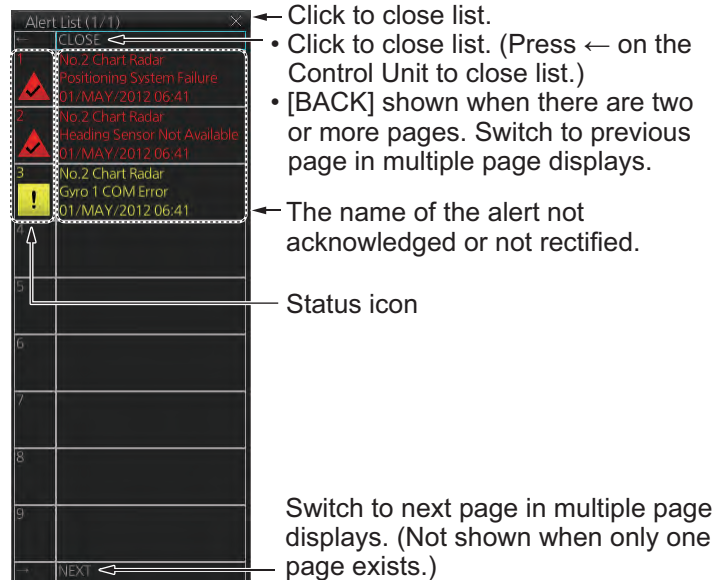 Alert List (1/1) ×
← CLOSE
1 No.2 Chart Radar
Positioning System Failure
01/MAY/2012 06:41
2 No.2 Chart Radar
Heading Sensor Not Available
01/MAY/2012 06:41
3 No.2 Chart Radar
Gyro 1 COM Error
! 01/MAY/2012 06:41
4
5
6
7
8
9
→ NEXT
Click to close list.
• Click to close list. (Press ← on the
Control Unit to close list.)
• [BACK] shown when there are two
or more pages. Switch to previous
page in multiple page displays.
The name of the alert not
acknowledged or not rectified.
Status icon
Switch to next page in multiple page
displays. (Not shown when only one
page exists.)